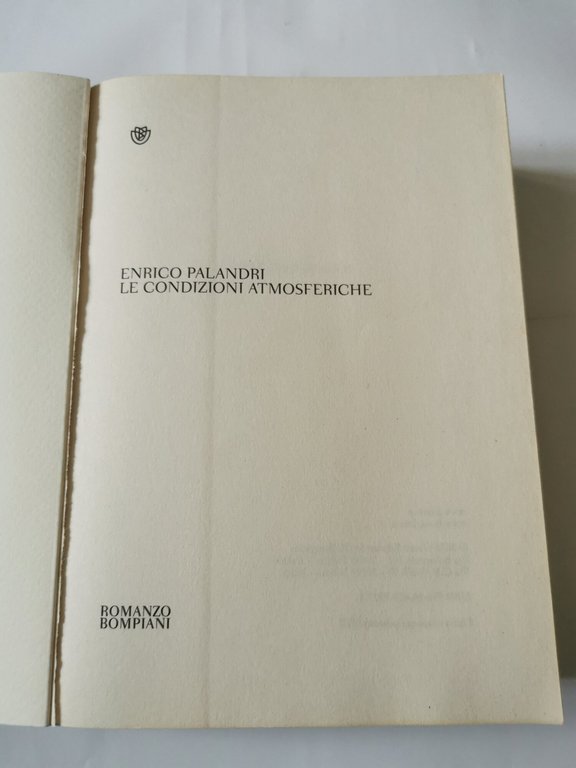 ENRICO PALANDRI
LE CONDIZIONI ATMOSFERICHE
ROMANZO
BOMPIANI